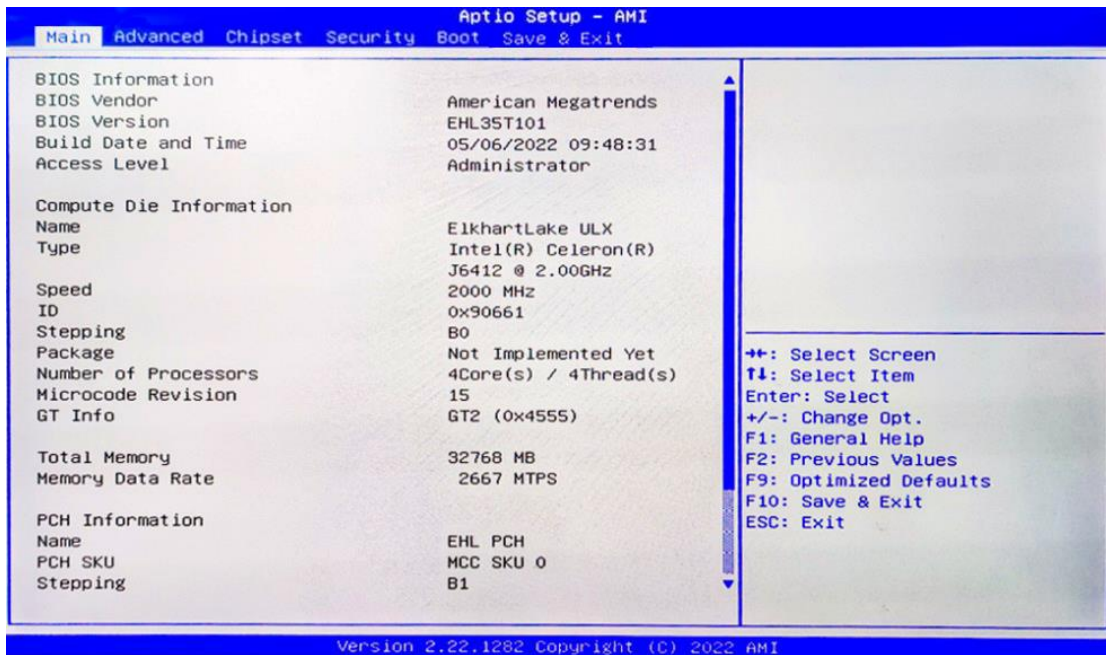 Aptio Setup - AMI
Main Advanced Chipset Security Boot Save & Exit
BIOS Information
BIOS Vendor American Megatrends
BIOS Version EHL35T101
Build Date and Time 05/06/2022 09:48:31
Access Level Administrator
Compute Die Information
Name ElkhartLake ULX
Type Intel(R) Celeron(R)
J6412 @ 2.00GHz
Speed 2000 MHz
ID 0x90661
Stepping B0
Package Not Implemented Yet
Number of Processors 4Core(s) / 4Thread(s)
Microcode Revision 15
GT Info GT2 (0x4555)
Total Memory 32768 MB
Memory Data Rate 2667 MTPS
PCH Information
Name EHL PCH
PCH SKU MCC SKU 0
Stepping B1
→←: Select Screen
↑↓: Select Item
Enter: Select
+/-: Change Opt.
F1: General Help
F2: Previous Values
F9: Optimized Defaults
F10: Save & Exit
ESC: Exit
Version 2.22.1282 Copyright (C) 2022 AMI